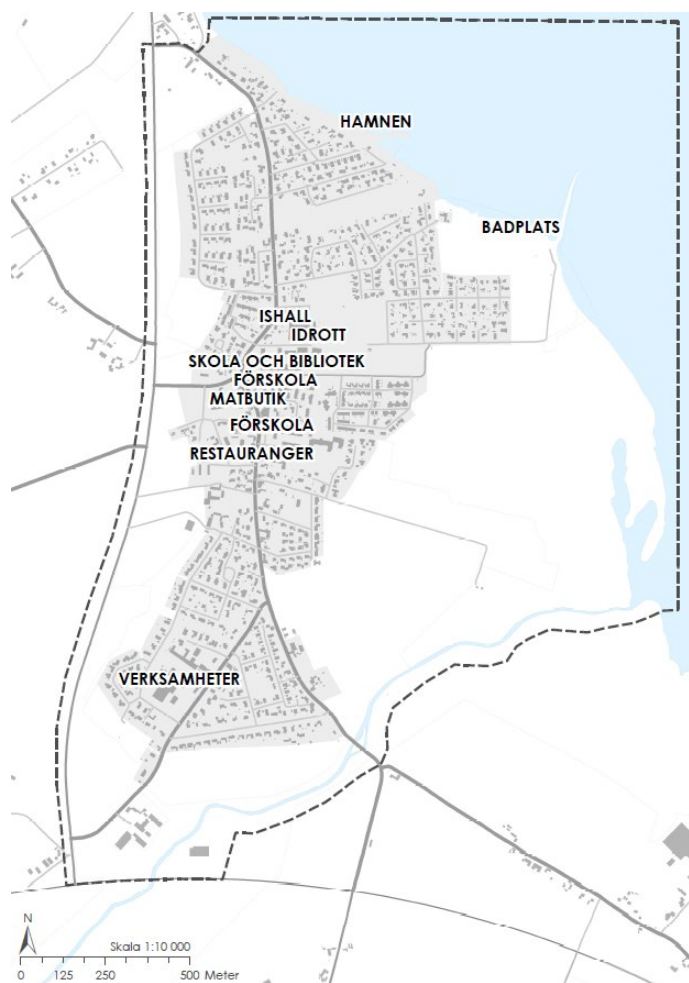 HAMNEN
BADPLATS
ISHALL
IDROTT
SKOLA OCH BIBLIOTEK
FÖRSKOLA
MATBUTIK
FÖRSKOLA
RESTAURANGER
VERKSAMHETER
N
Skala 1:10 000
0 125 250 500 Meter